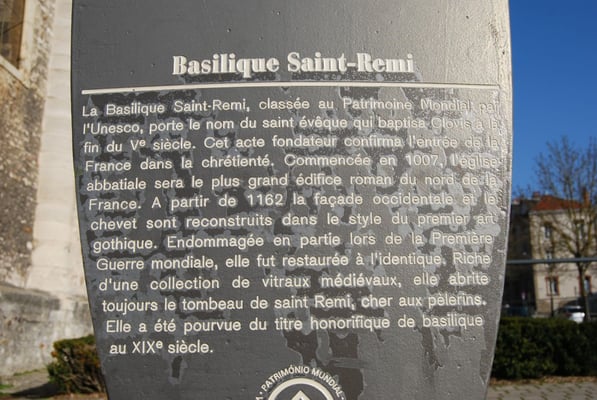 Basilique Saint-Remi
La Basilique Saint-Remi, classée au Patrimoine Mondial par
l'Unesco, porte le nom du saint évêque qui baptisa Clovis à la
fin du Vᵉ siècle. Cet acte fondateur confirma l'entrée de la
France dans la chrétienté. Commencée en 1007, l'église
abbatiale sera le plus grand édifice roman du nord de la
France. A partir de 1162 la façade occidentale et le
chevet sont reconstruits dans le style du premier art
gothique. Endommagée en partie lors de la Première
Guerre mondiale, elle fut restaurée à l'identique. Riche
d'une collection de vitraux médiévaux, elle abrite
toujours le tombeau de saint Remi, cher aux pèlerins.
Elle a été pourvue du titre honorifique de basilique
au XIXᵉ siècle.
· PATRIMÓNIO MUNDIAL